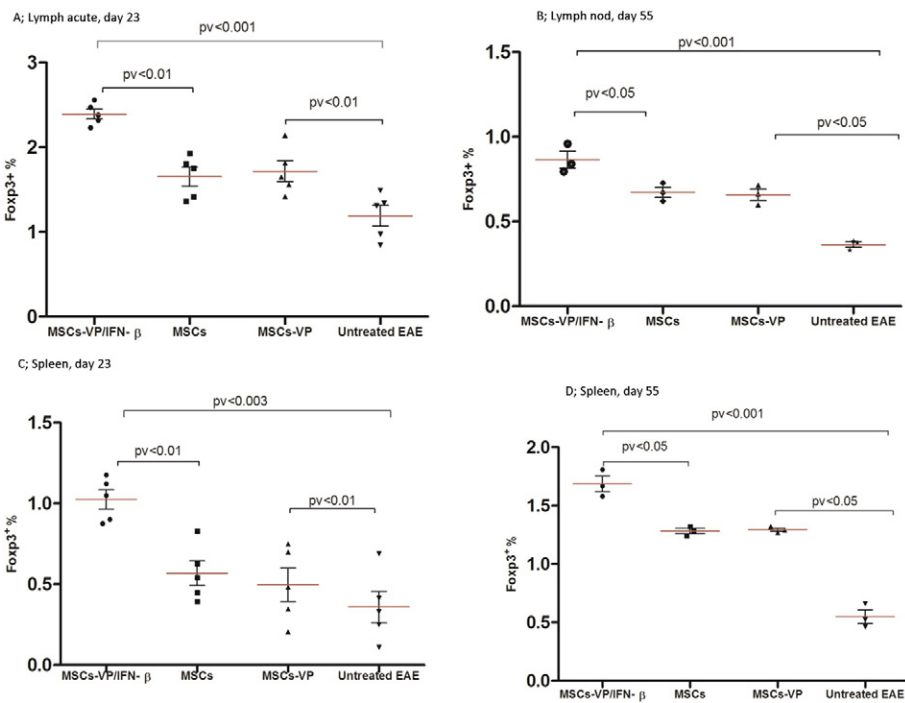 A; Lymph acute, day 23
pv<0.001
pv<0.01
pv<0.01
3
2
1
0
Foxp3+ %
MSCs-VP/IFN- β MSCs MSCs-VP Untreated EAE
B; Lymph nod, day 55
pv<0.001
pv<0.05
pv<0.05
1.5
1.0
0.5
0.0
Foxp3+ %
MSCs-VP/IFN- β MSCs MSCs-VP Untreated EAE
C; Spleen, day 23
pv<0.003
pv<0.01
pv<0.01
1.5
1.0
0.5
0.0
Foxp3+ %
MSCs-VP/IFN- β MSCs MSCs-VP Untreated EAE
D; Spleen, day 55
pv<0.001
pv<0.05
pv<0.05
2.0
1.5
1.0
0.5
0.0
Foxp3+ %
MSCs-VP/IFN- β MSCs MSCs-VP Untreated EAE